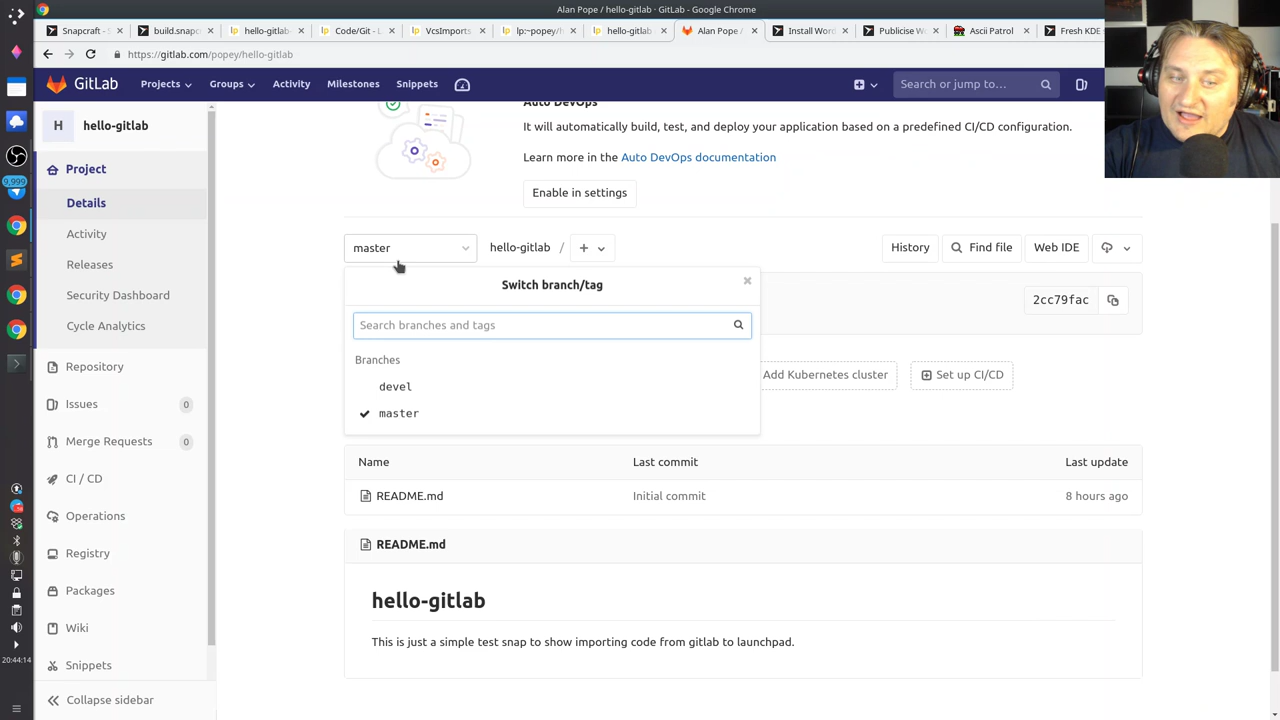 Alan Pope / hello-gitlab · GitLab - Google Chrome
Snapcraft - S
build.snapc
hello-gitlab
Code/Git - L
VcsImports
lp:~popey/h
hello-gitlab
Alan Pope /
Install Word
Publicise W
Ascii Patrol
Fresh KDE s
https://gitlab.com/popey/hello-gitlab
GitLab
Projects
Groups
Activity
Milestones
Snippets
Search or jump to…
H
hello-gitlab
Project
Details
Activity
Releases
Security Dashboard
Cycle Analytics
Repository
Issues
0
Merge Requests
0
CI / CD
Operations
Registry
Packages
Wiki
Snippets
Collapse sidebar
9,999
20:44:14
Auto DevOps
It will automatically build, test, and deploy your application based on a predefined CI/CD configuration.
Learn more in the Auto DevOps documentation
Enable in settings
master
hello-gitlab /
+
History
Find file
Web IDE
Switch branch/tag
Search branches and tags
Branches
devel
master
2cc79fac
Add Kubernetes cluster
Set up CI/CD
Name
Last commit
Last update
README.md
Initial commit
8 hours ago
README.md
hello-gitlab
This is just a simple test snap to show importing code from gitlab to launchpad.